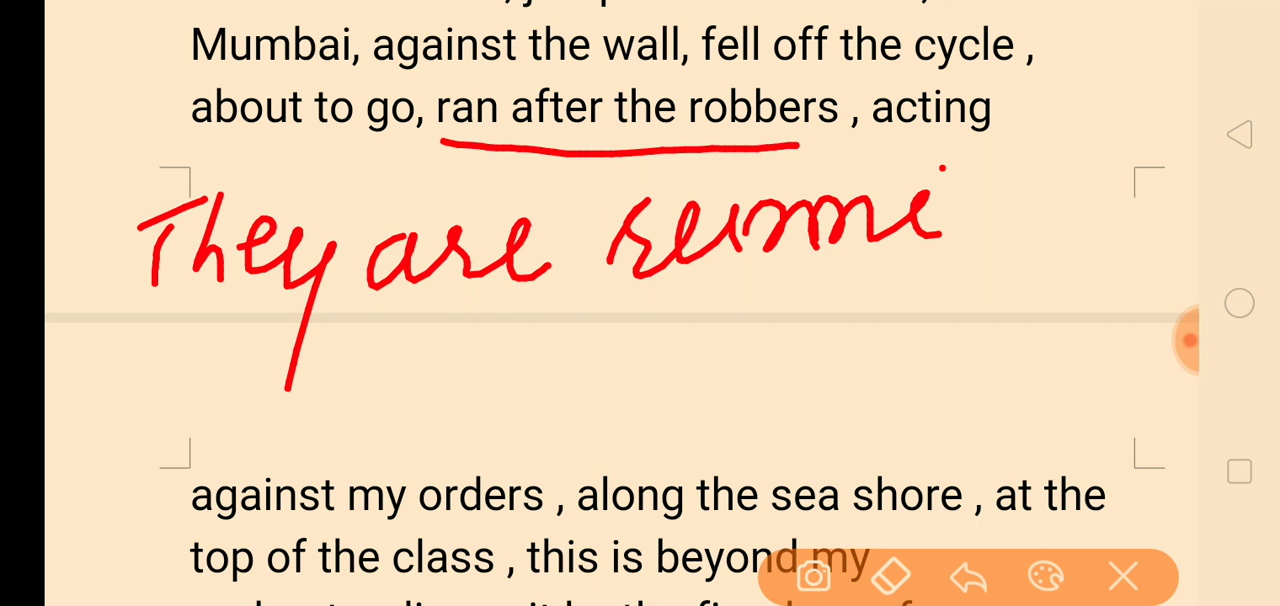 Mumbai, against the wall, fell off the cycle ,
about to go, ran after the robbers , acting
They are runni
against my orders , along the sea shore , at the
top of the class , this is beyond my